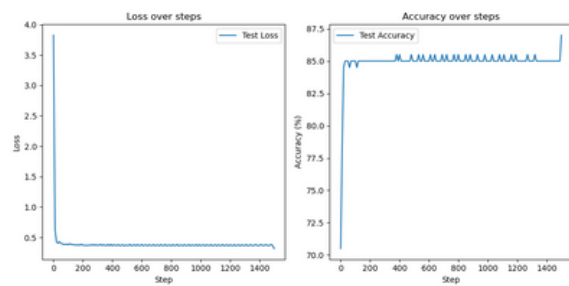 Loss over steps
4.0
3.5
3.0
2.5
2.0
1.5
1.0
0.5
Loss
Test Loss
0 200 400 600 800 1000 1200 1400
Step
Accuracy over steps
87.5
85.0
82.5
80.0
77.5
75.0
72.5
70.0
Accuracy (%)
Test Accuracy
0 200 400 600 800 1000 1200 1400
Step